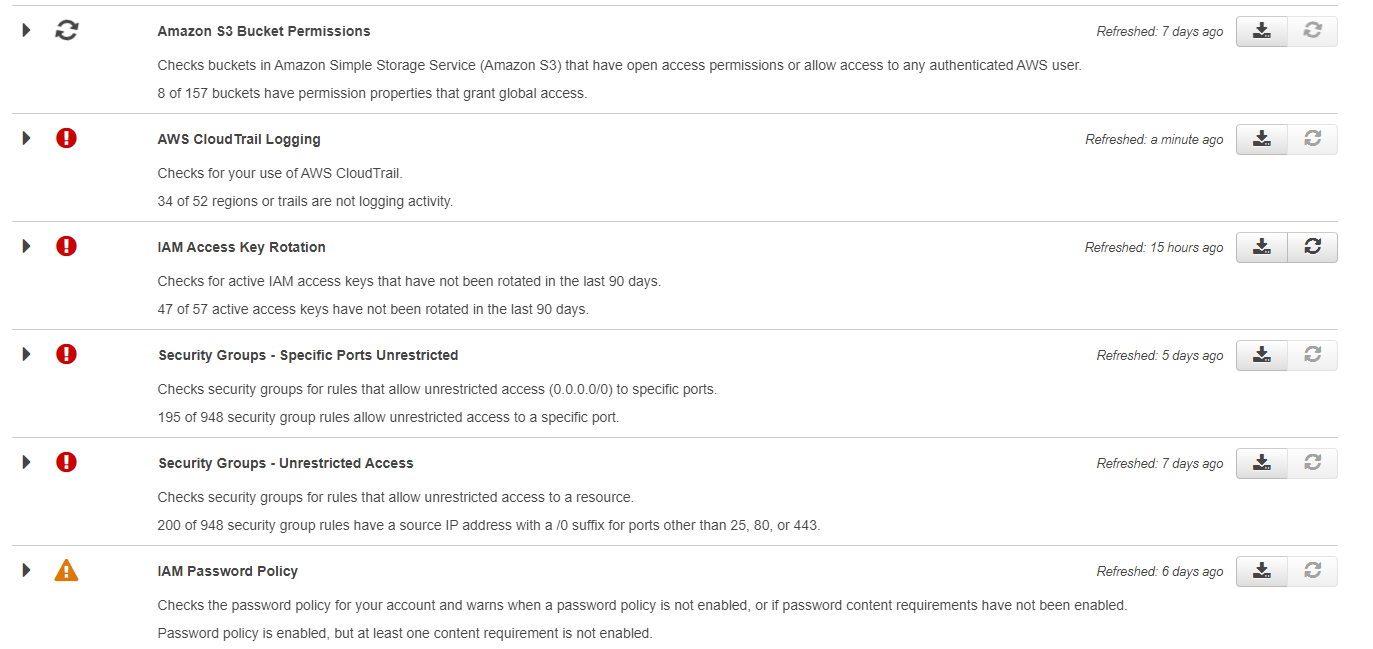 Amazon S3 Bucket Permissions Refreshed: 7 days ago
Checks buckets in Amazon Simple Storage Service (Amazon S3) that have open access permissions or allow access to any authenticated AWS user.
8 of 157 buckets have permission properties that grant global access.
AWS CloudTrail Logging Refreshed: a minute ago
Checks for your use of AWS CloudTrail.
34 of 52 regions or trails are not logging activity.
IAM Access Key Rotation Refreshed: 15 hours ago
Checks for active IAM access keys that have not been rotated in the last 90 days.
47 of 57 active access keys have not been rotated in the last 90 days.
Security Groups - Specific Ports Unrestricted Refreshed: 5 days ago
Checks security groups for rules that allow unrestricted access (0.0.0.0/0) to specific ports.
195 of 948 security group rules allow unrestricted access to a specific port.
Security Groups - Unrestricted Access Refreshed: 7 days ago
Checks security groups for rules that allow unrestricted access to a resource.
200 of 948 security group rules have a source IP address with a /0 suffix for ports other than 25, 80, or 443.
IAM Password Policy Refreshed: 6 days ago
Checks the password policy for your account and warns when a password policy is not enabled, or if password content requirements have not been enabled.
Password policy is enabled, but at least one content requirement is not enabled.